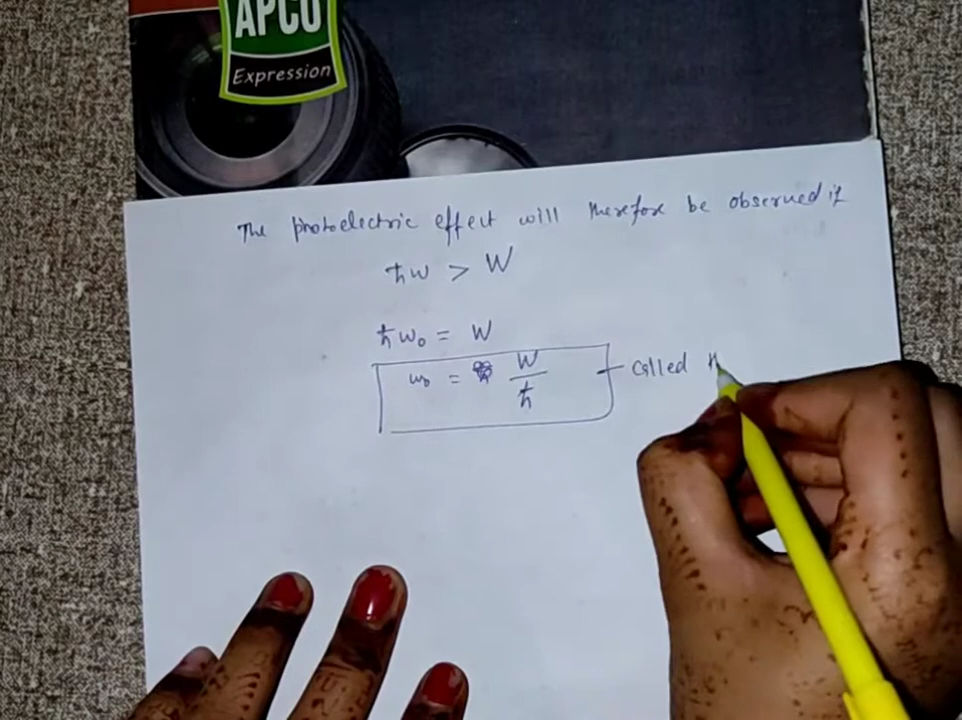 APCO
Expression
The photoelectric effect will therefore be observed if
ħω > W
ħω₀ = W
ω₀ = W/ħ
called